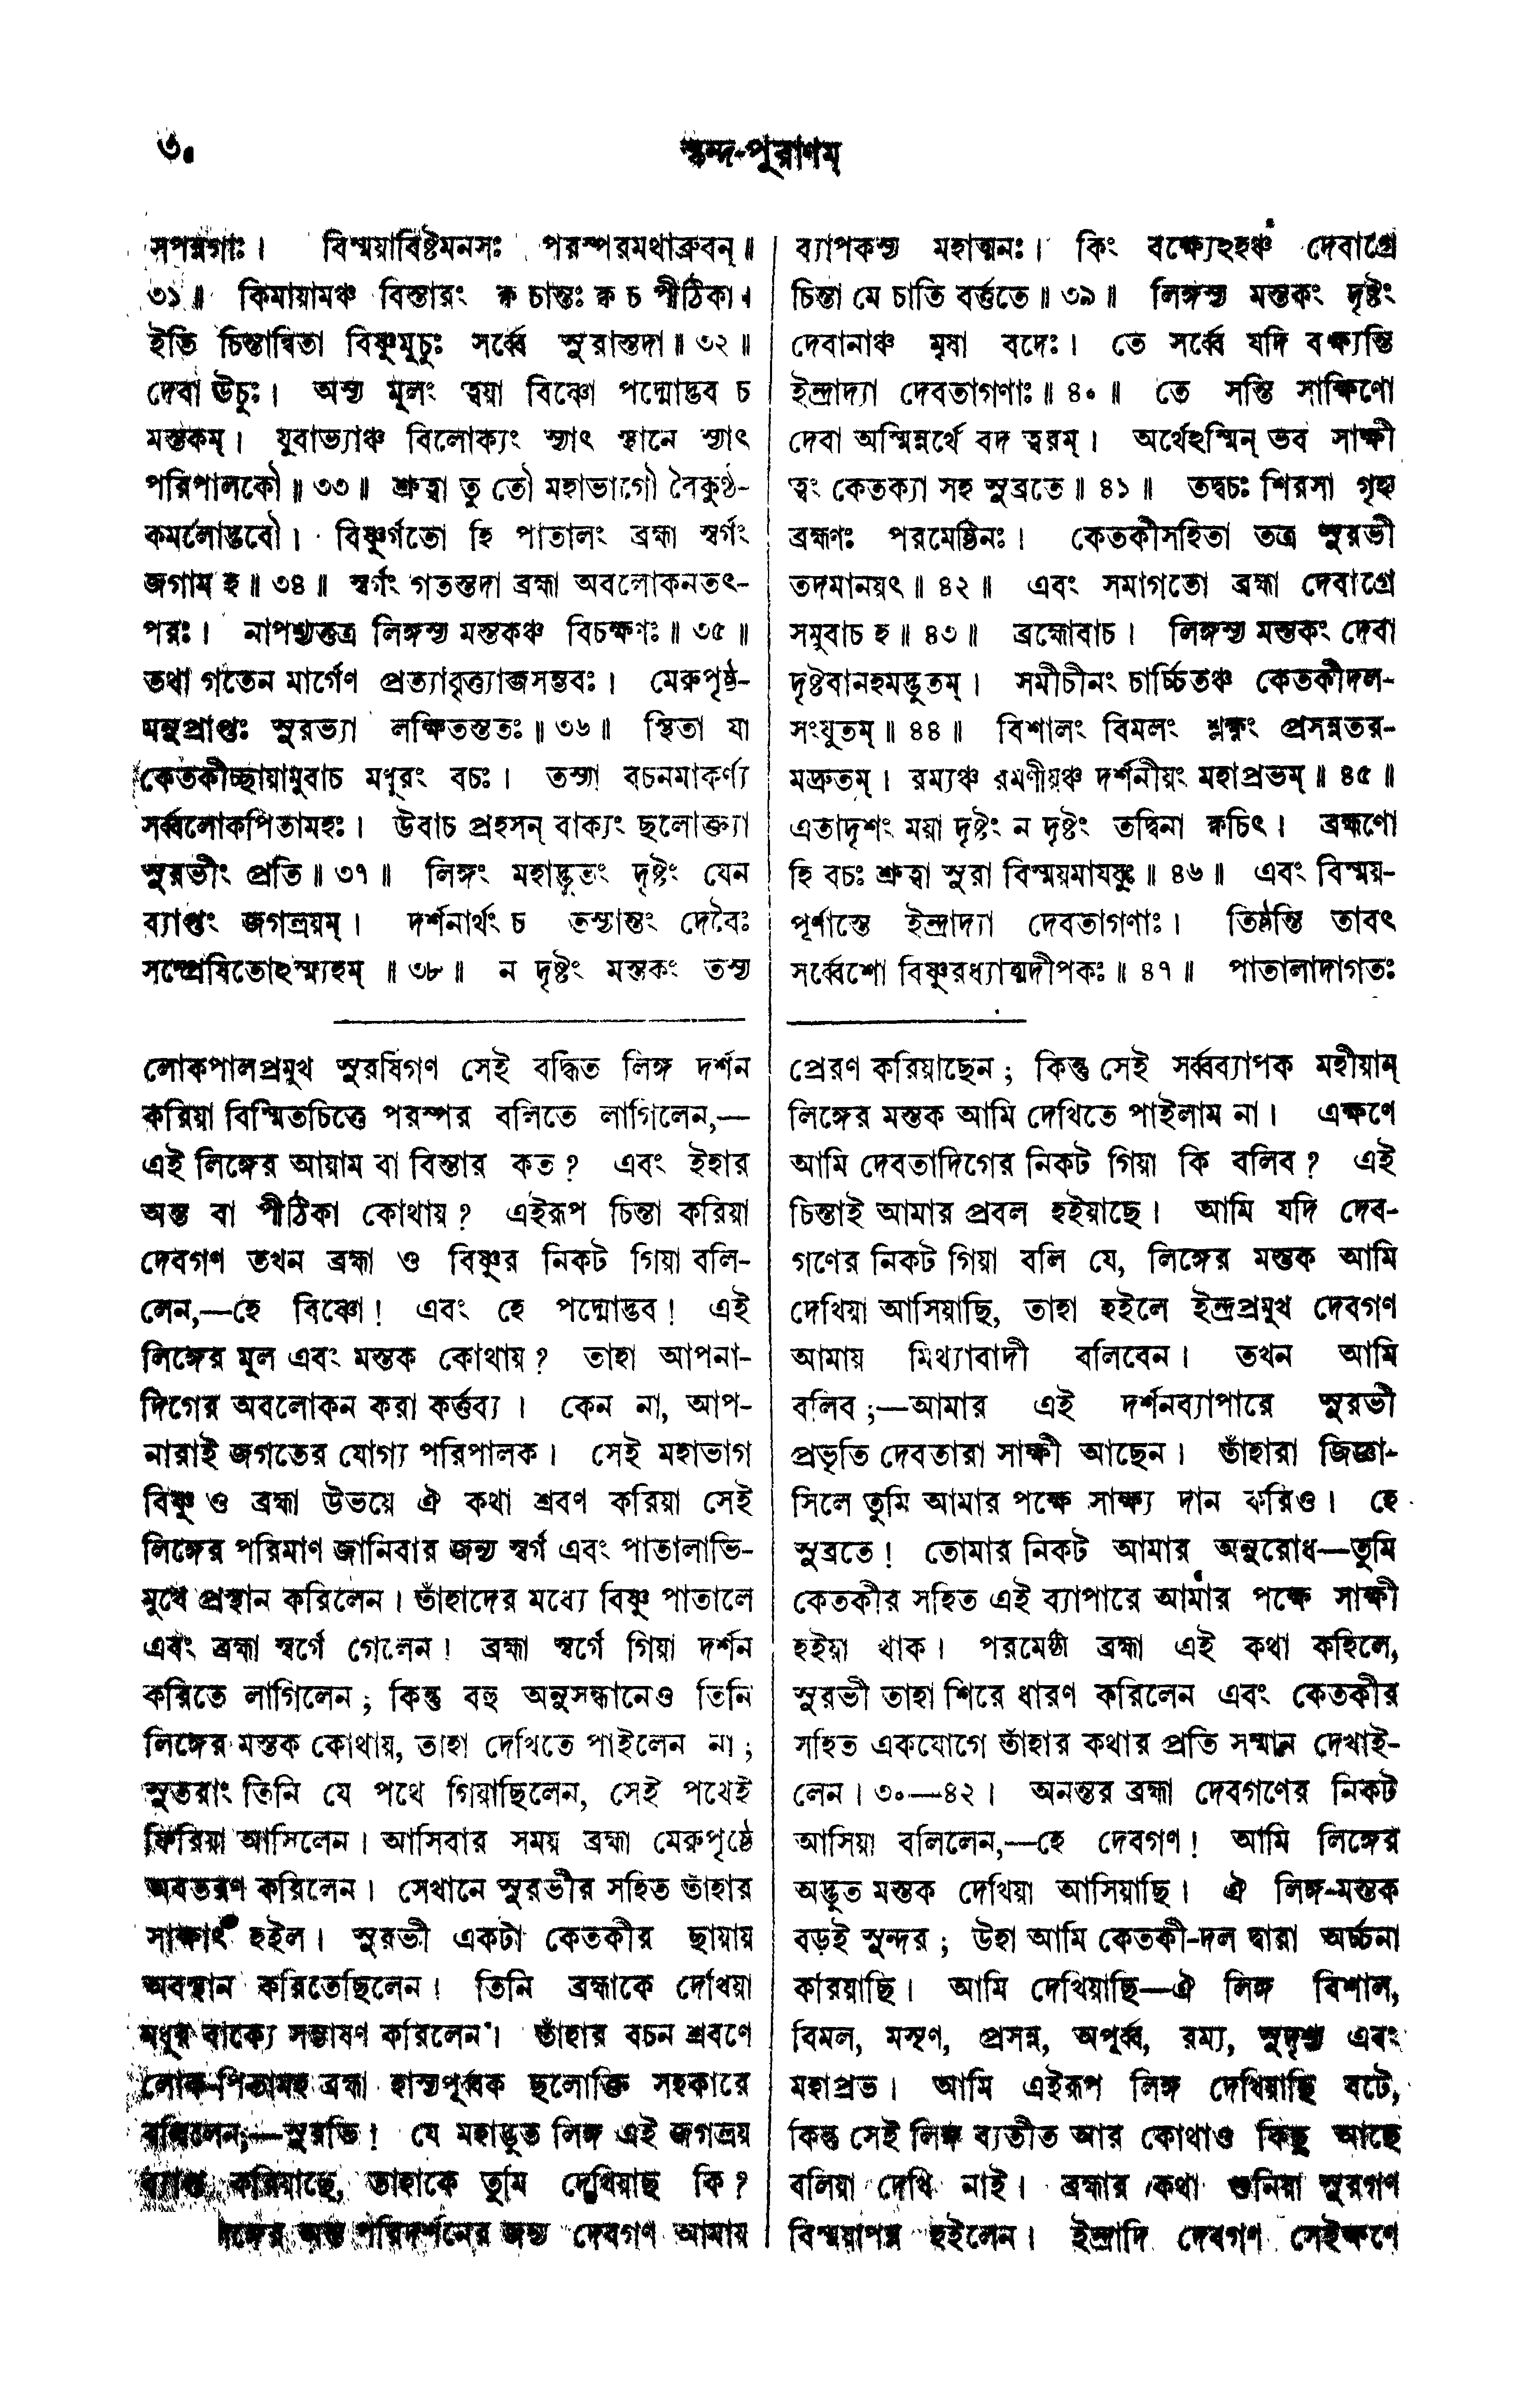 ৩০
স্কন্দ-পুরাণম্
সপন্নগাঃ। বিস্ময়াবিষ্টমনসঃ পরস্পরমথাব্রুবন্॥
৩১॥ কিমায়ামঞ্চ বিস্তারং ক্ব চান্তঃ ক্ব চ পীঠিকা।
ইতি চিন্তান্বিতা বিষ্ণুমূচুঃ সর্ব্বে সুরাস্তদা॥ ৩২॥
দেবা ঊচুঃ। অস্য মূলং ত্বয়া বিষ্ণো পদ্মোদ্ভব চ
মস্তকম্। যুবাভ্যাঞ্চ বিলোক্যং স্যাৎ স্থানে স্যাৎ
পরিপালকৌ॥ ৩৩॥ শ্রুত্বা তু তৌ মহাভাগৌ বৈকুণ্ঠ-
কমলোদ্ভবৌ। বিষ্ণুর্গতো হি পাতালং ব্রহ্মা স্বর্গং
জগাম হ॥ ৩৪॥ স্বর্গং গতস্তদা ব্রহ্মা অবলোকনতৎ-
পরঃ। নাপশ্যত্তত্র লিঙ্গস্য মস্তকঞ্চ বিচক্ষণঃ॥ ৩৫॥
তথা গতেন মার্গেণ প্রত্যাবৃত্ত্যাব্জসম্ভবঃ। মেরুপৃষ্ঠ-
মনুপ্রাপ্তঃ সুরভ্যা লক্ষিতস্ততঃ॥ ৩৬॥ স্থিতা যা
কেতকীচ্ছায়ামুবাচ মধুরং বচঃ। তস্যা বচনমাকর্ণ্য
সর্ব্বলোকপিতামহঃ। উবাচ প্রহসন্ বাক্যং ছলোক্ত্যা
সুরভীং প্রতি॥ ৩৭॥ লিঙ্গং মহাদ্ভুতং দৃষ্টং যেন
ব্যাপ্তং জগত্রয়ম্। দর্শনার্থং চ তস্যান্তং দেবৈঃ
সম্প্রেষিতোহস্ম্যহম্॥ ৩৮॥ ন দৃষ্টং মস্তকং তস্য
লোকপালপ্রমুখ সুরর্ষিগণ সেই বর্দ্ধিত লিঙ্গ দর্শন
করিয়া বিস্মিতচিত্তে পরস্পর বলিতে লাগিলেন,—
এই লিঙ্গের আয়াম বা বিস্তার কত? এবং ইহার
অন্ত বা পীঠিকা কোথায়? এইরূপ চিন্তা করিয়া
দেবগণ তখন ব্রহ্মা ও বিষ্ণুর নিকট গিয়া বলি-
লেন,—হে বিষ্ণো! এবং হে পদ্মোদ্ভব! এই
লিঙ্গের মূল এবং মস্তক কোথায়? তাহা আপনা-
দিগের অবলোকন করা কর্ত্তব্য। কেন না, আপ-
নারাই জগতের যোগ্য পরিপালক। সেই মহাভাগ
বিষ্ণু ও ব্রহ্মা উভয়ে ঐ কথা শ্রবণ করিয়া সেই
লিঙ্গের পরিমাণ জানিবার জন্য স্বর্গ এবং পাতালাভি-
মুখে প্রস্থান করিলেন। তাঁহাদের মধ্যে বিষ্ণু পাতালে
এবং ব্রহ্মা স্বর্গে গেলেন! ব্রহ্মা স্বর্গে গিয়া দর্শন
করিতে লাগিলেন; কিন্তু বহু অনুসন্ধানেও তিনি
লিঙ্গের মস্তক কোথায়, তাহা দেখিতে পাইলেন না;
সুতরাং তিনি যে পথে গিয়াছিলেন, সেই পথেই
ফিরিয়া আসিলেন। আসিবার সময় ব্রহ্মা মেরুপৃষ্ঠে
অবতরণ করিলেন। সেখানে সুরভীর সহিত তাঁহার
সাক্ষাৎ হইল। সুরভী একটা কেতকীর ছায়ায়
অবস্থান করিতেছিলেন। তিনি ব্রহ্মাকে দেখিয়া
মধুর বাক্যে সম্ভাষণ করিলেন। তাঁহার বচন শ্রবণে
লোক-পিতামহ ব্রহ্মা হাস্যপূর্ব্বক ছলোক্তি সহকারে
বলিলেন;—সুরভি! যে মহাদ্ভুত লিঙ্গ এই জগত্রয়
ব্যাপ্ত করিয়াছে, তাহাকে তুমি দেখিয়াছ কি?
অন্ত পরিদর্শনের জন্য দেবগণ আমায়
ব্যাপকস্য মহাত্মনঃ। কিং বক্ষ্যেহহঞ্চ দেবাগ্রে
চিন্তা মে চাতি বর্ত্ততে॥ ৩৯॥ লিঙ্গস্য মস্তকং দৃষ্টং
দেবানাঞ্চ মৃষা বদেঃ। তে সর্ব্বে যদি বক্ষ্যন্তি
ইন্দ্রাদ্যা দেবতাগণাঃ॥ ৪০॥ তে সন্তি সাক্ষিণো
দেবা অস্মিন্নর্থে বদ ত্বরম্। অর্থেহস্মিন্ ভব সাক্ষী
ত্বং কেতক্যা সহ সুব্রতে॥ ৪১॥ তদ্বচঃ শিরসা গৃহ্য
ব্রহ্মণঃ পরমেষ্ঠিনঃ। কেতকীসহিতা তত্র সুরভী
তদমানয়ৎ॥ ৪২॥ এবং সমাগতো ব্রহ্মা দেবাগ্রে
সমুবাচ হ॥ ৪৩॥ ব্রহ্মোবাচ। লিঙ্গস্য মস্তকং দেবা
দৃষ্টবানহমদ্ভুতম্। সমীচীনং চার্চ্চিতঞ্চ কেতকীদল-
সংযুতম্॥ ৪৪॥ বিশালং বিমলং শ্লক্ষ্ণং প্রসন্নতর-
মদ্ভুতম্। রম্যঞ্চ রমণীয়ঞ্চ দর্শনীয়ং মহাপ্রভম্॥ ৪৫॥
এতাদৃশং ময়া দৃষ্টং ন দৃষ্টং তদ্বিনা ক্বচিৎ। ব্রহ্মণো
হি বচঃ শ্রুত্বা সুরা বিস্ময়মাযযুঃ॥ ৪৬॥ এবং বিস্ময়-
পূর্ণাস্তে ইন্দ্রাদ্যা দেবতাগণাঃ। তিষ্ঠন্তি তাবৎ
সর্ব্বেশো বিষ্ণুরধ্যাত্মদীপকঃ॥ ৪৭॥ পাতালাদাগতঃ
প্রেরণ করিয়াছেন; কিন্তু সেই সর্ব্বব্যাপক মহীয়ান্
লিঙ্গের মস্তক আমি দেখিতে পাইলাম না। এক্ষণে
আমি দেবতাদিগের নিকট গিয়া কি বলিব? এই
চিন্তাই আমার প্রবল হইয়াছে। আমি যদি দেব-
গণের নিকট গিয়া বলি যে, লিঙ্গের মস্তক আমি
দেখিয়া আসিয়াছি, তাহা হইলে ইন্দ্রপ্রমুখ দেবগণ
আমায় মিথ্যাবাদী বলিবেন। তখন আমি
বলিব;—আমার এই দর্শনব্যাপারে সুরভী
প্রভৃতি দেবতারা সাক্ষী আছেন। তাঁহারা জিজ্ঞা-
সিলে তুমি আমার পক্ষে সাক্ষ্য দান করিও। হে
সুব্রতে! তোমার নিকট আমার অনুরোধ—তুমি
কেতকীর সহিত এই ব্যাপারে আমার পক্ষে সাক্ষী
হইয়া থাক। পরমেষ্ঠী ব্রহ্মা এই কথা কহিলে,
সুরভী তাহা শিরে ধারণ করিলেন এবং কেতকীর
সহিত একযোগে তাঁহার কথার প্রতি সম্মান দেখাই-
লেন। ৩০—৪২। অনন্তর ব্রহ্মা দেবগণের নিকট
আসিয়া বলিলেন,—হে দেবগণ! আমি লিঙ্গের
অদ্ভুত মস্তক দেখিয়া আসিয়াছি। ঐ লিঙ্গ-মস্তক
বড়ই সুন্দর; উহা আমি কেতকী-দল দ্বারা অর্চ্চনা
করিয়াছি। আমি দেখিয়াছি—ঐ লিঙ্গ বিশাল,
বিমল, মসৃণ, প্রসন্ন, অপূর্ব্ব, রম্য, সুদৃশ্য এবং
মহাপ্রভ। আমি এইরূপ লিঙ্গ দেখিয়াছি বটে,
কিন্তু সেই লিঙ্গ ব্যতীত আর কোথাও কিছু আছে
বলিয়া দেখি নাই। ব্রহ্মার কথা শুনিয়া সুরগণ
বিস্ময়াপন্ন হইলেন। ইন্দ্রাদি দেবগণ সেইক্ষণে